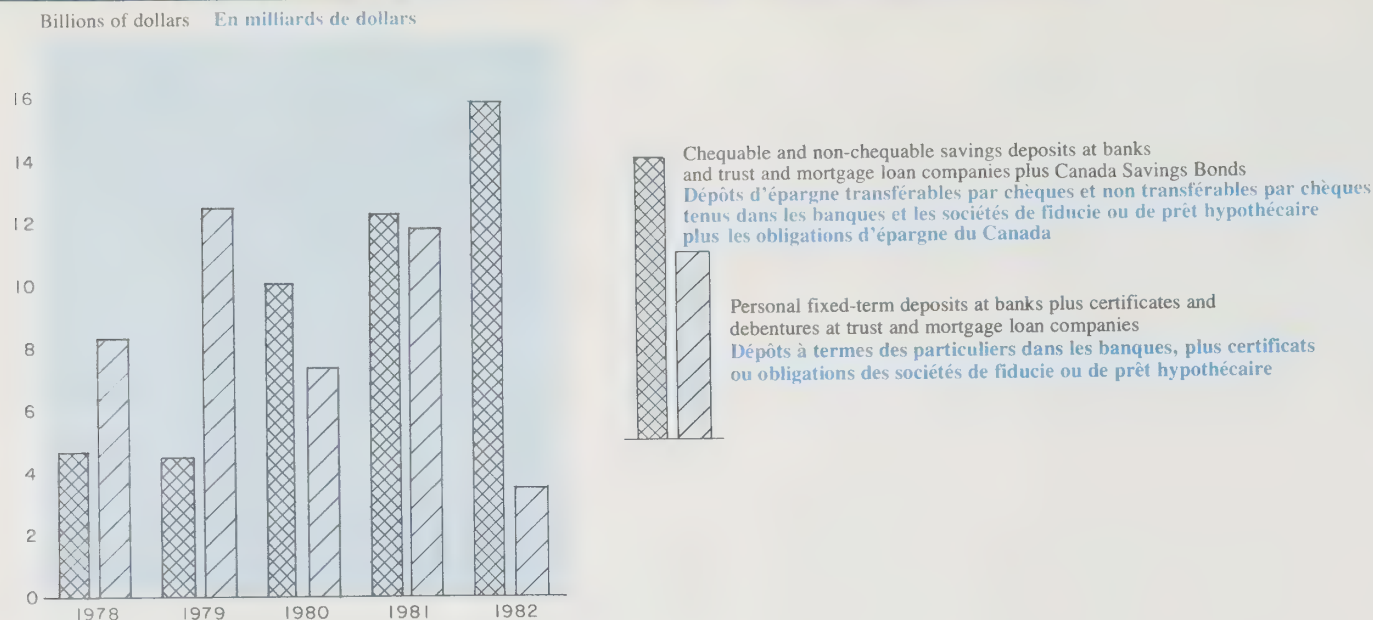 Billions of dollars En milliards de dollars
16
14
12
10
8
6
4
2
0
1978 1979 1980 1981 1982
Chequable and non-chequable savings deposits at banks
and trust and mortgage loan companies plus Canada Savings Bonds
Dépôts d'épargne transférables par chèques et non transférables par chèques
tenus dans les banques et les sociétés de fiducie ou de prêt hypothécaire
plus les obligations d'épargne du Canada
Personal fixed-term deposits at banks plus certificates and
debentures at trust and mortgage loan companies
Dépôts à termes des particuliers dans les banques, plus certificats
ou obligations des sociétés de fiducie ou de prêt hypothécaire